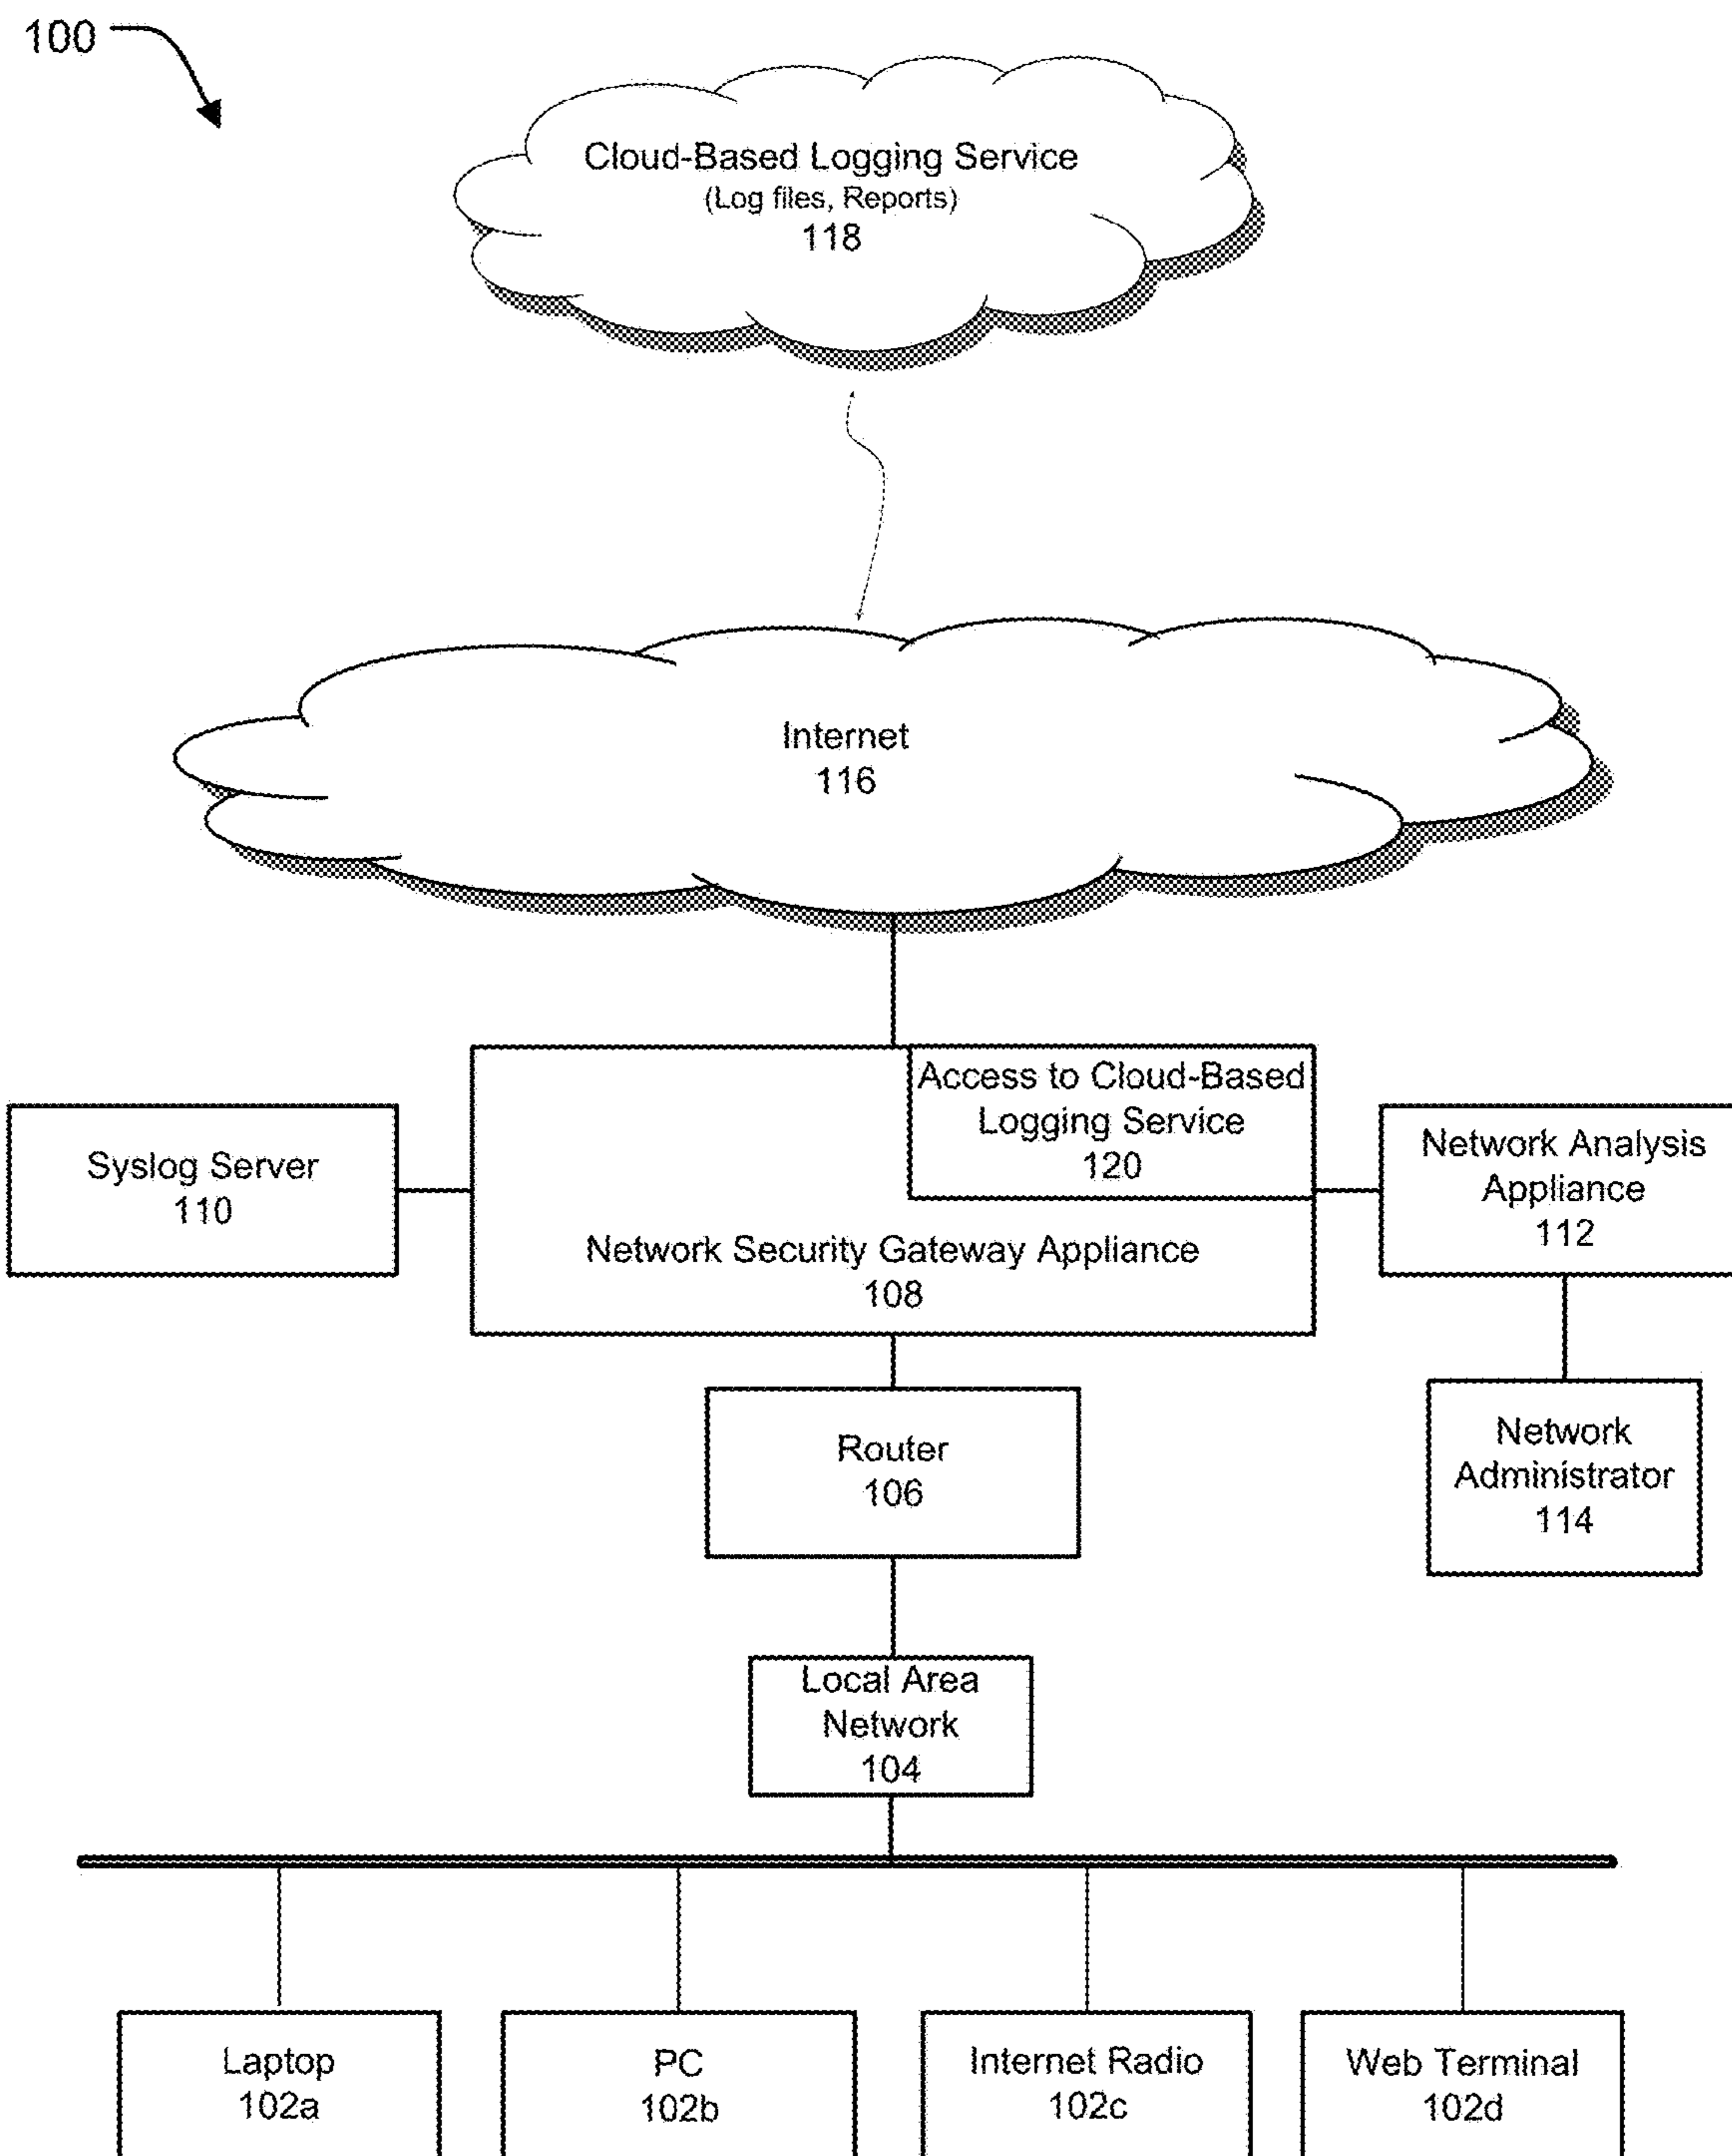 100
Cloud-Based Logging Service
(Log files, Reports)
118
Internet
116
Access to Cloud-Based
Logging Service
120
Syslog Server
110
Network Security Gateway Appliance
108
Network Analysis
Appliance
112
Router
106
Network
Administrator
114
Local Area
Network
104
Laptop
102a
PC
102b
Internet Radio
102c
Web Terminal
102d